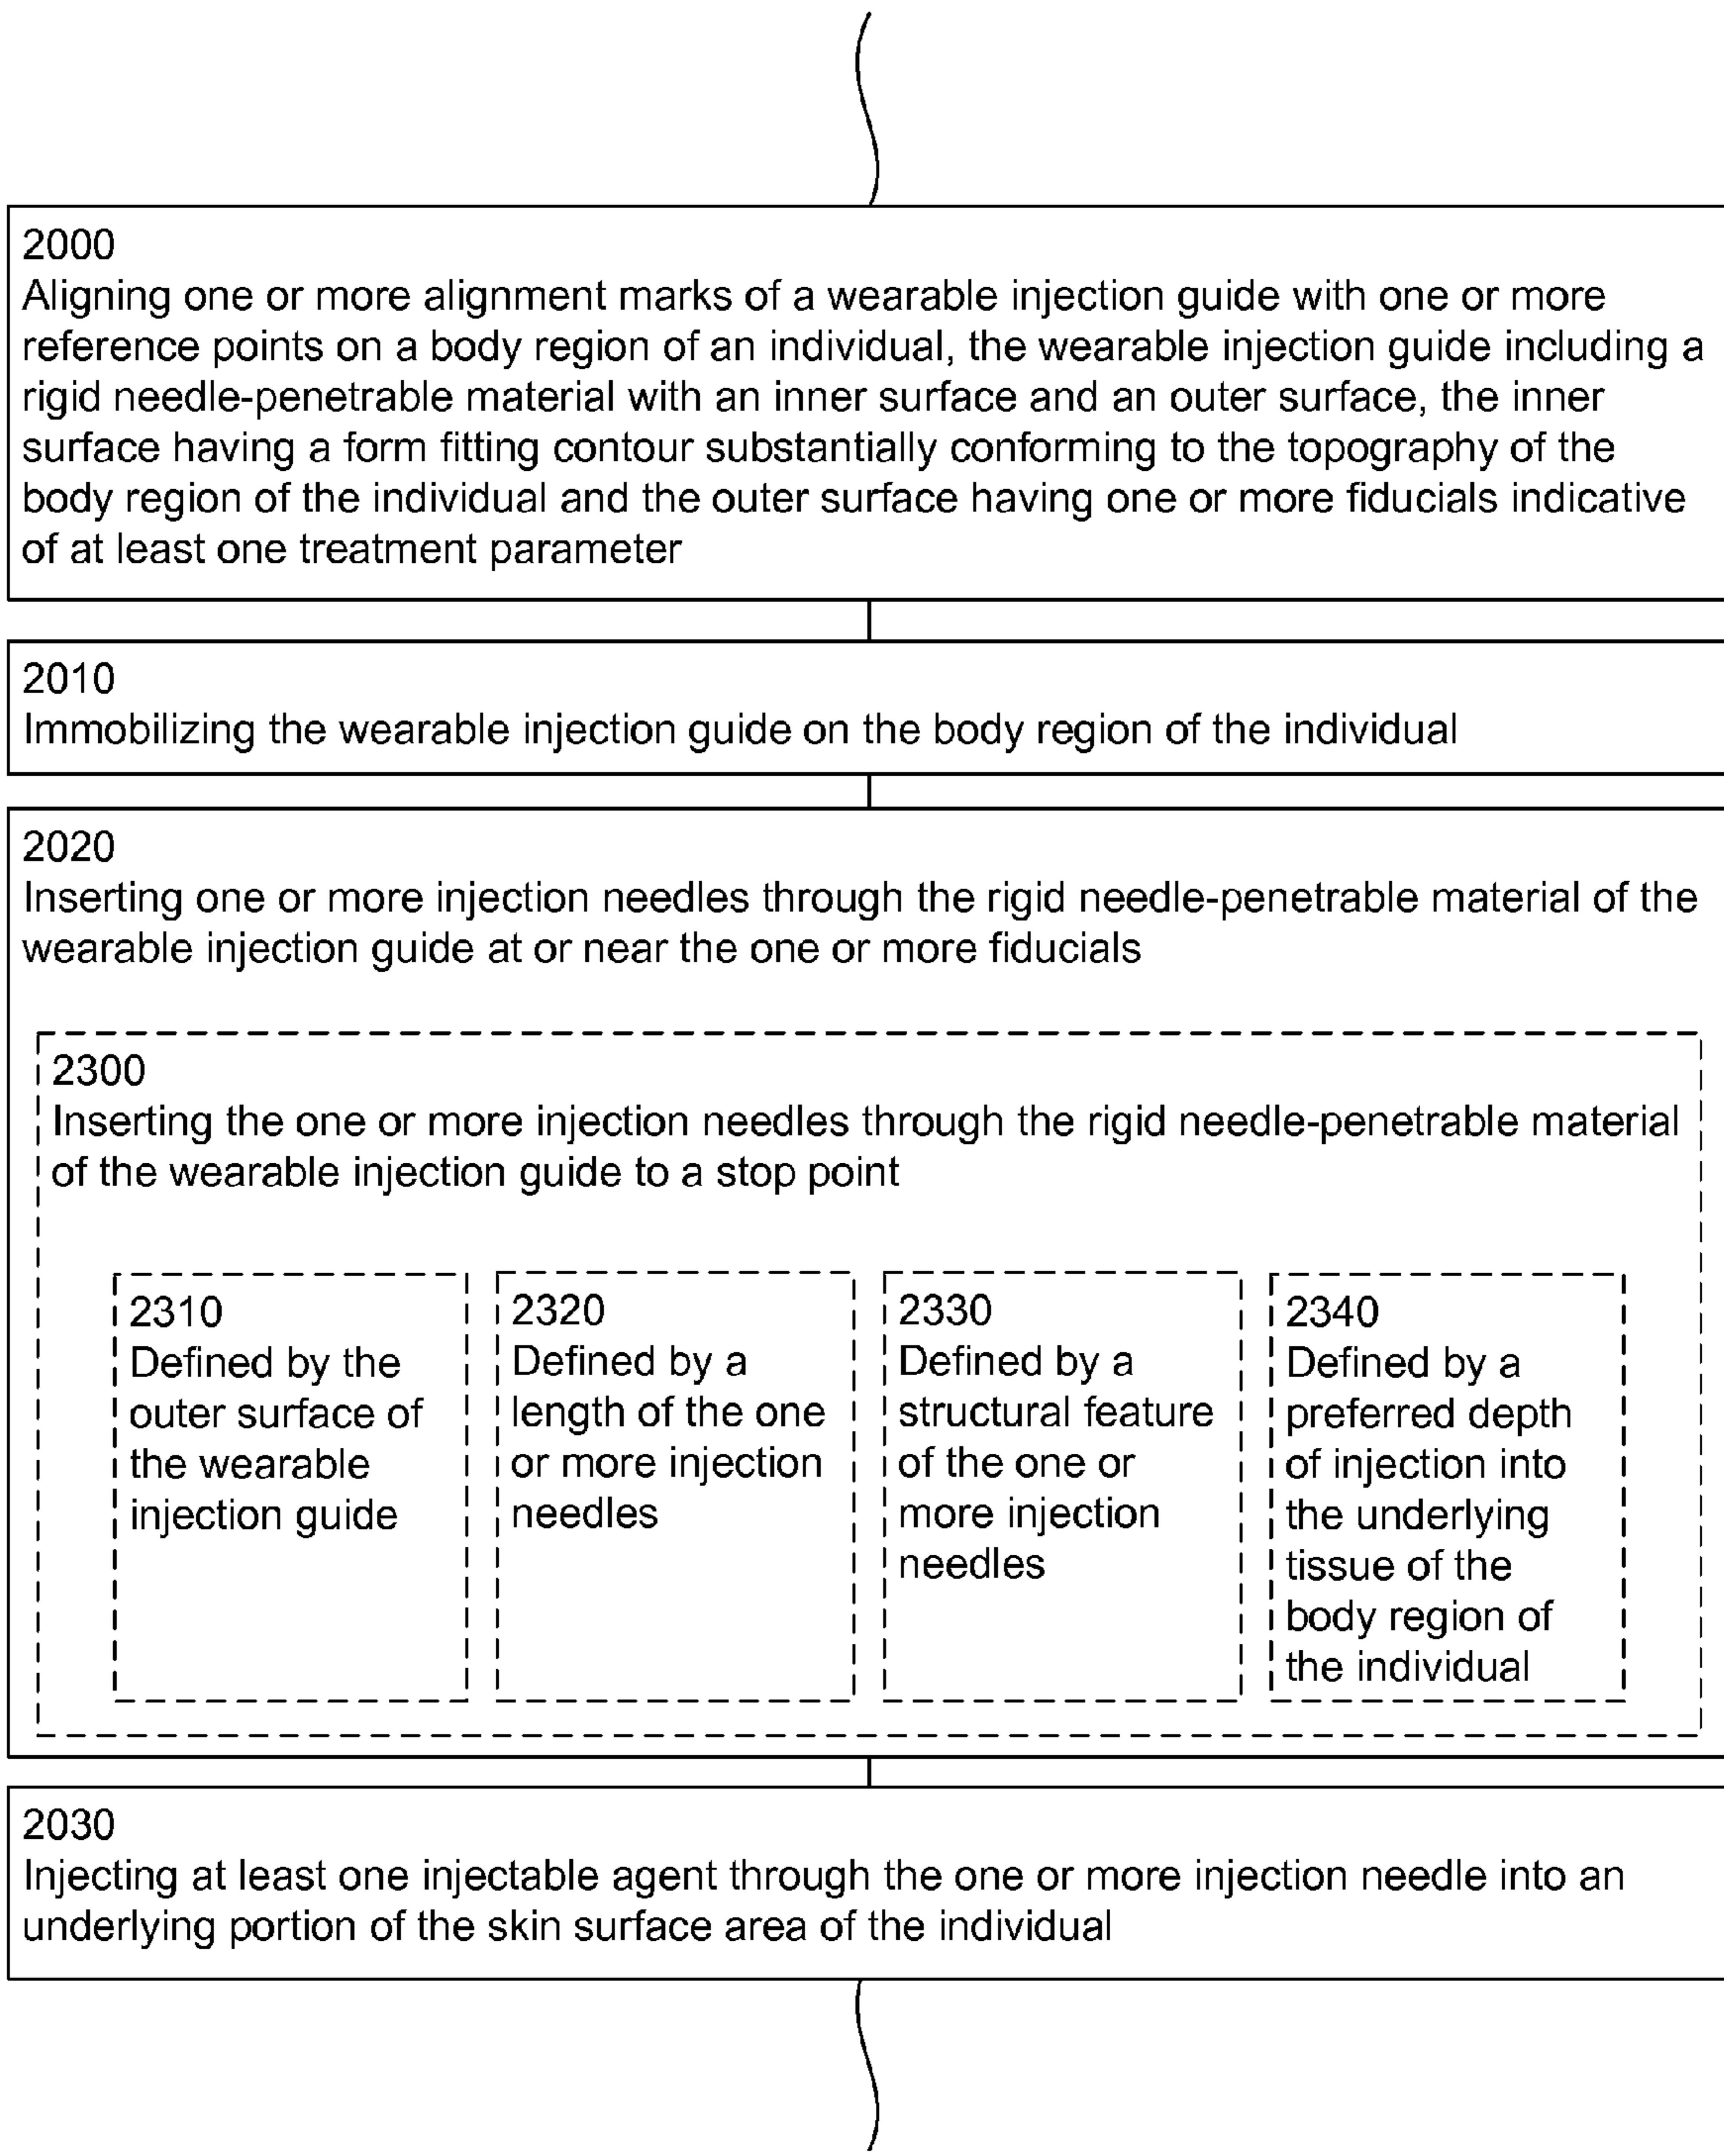 2000
Aligning one or more alignment marks of a wearable injection guide with one or more
reference points on a body region of an individual, the wearable injection guide including a
rigid needle-penetrable material with an inner surface and an outer surface, the inner
surface having a form fitting contour substantially conforming to the topography of the
body region of the individual and the outer surface having one or more fiducials indicative
of at least one treatment parameter
2010
Immobilizing the wearable injection guide on the body region of the individual
2020
Inserting one or more injection needles through the rigid needle-penetrable material of the
wearable injection guide at or near the one or more fiducials
2300
Inserting the one or more injection needles through the rigid needle-penetrable material
of the wearable injection guide to a stop point
2310
Defined by the
outer surface of
the wearable
injection guide
2320
Defined by a
length of the one
or more injection
needles
2330
Defined by a
structural feature
of the one or
more injection
needles
2340
Defined by a
preferred depth
of injection into
the underlying
tissue of the
body region of
the individual
2030
Injecting at least one injectable agent through the one or more injection needle into an
underlying portion of the skin surface area of the individual